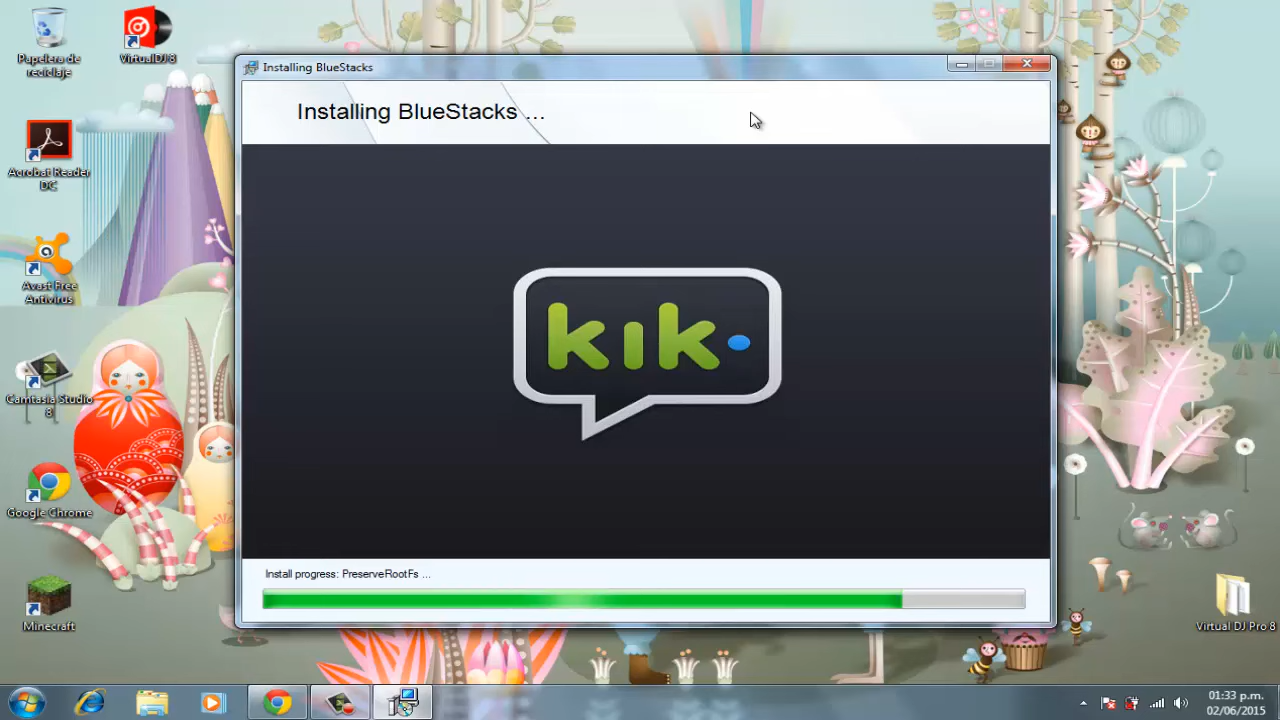 Papelera de
reciclaje
VirtualDJ 8
Acrobat Reader
DC
Avast Free
Antivirus
Camtasia Studio
8
Google Chrome
Minecraft
Installing BlueStacks
Installing BlueStacks ...
kik
Install progress: PreserveRootFs ...
Virtual DJ Pro 8
01:33 p.m.
02/06/2015